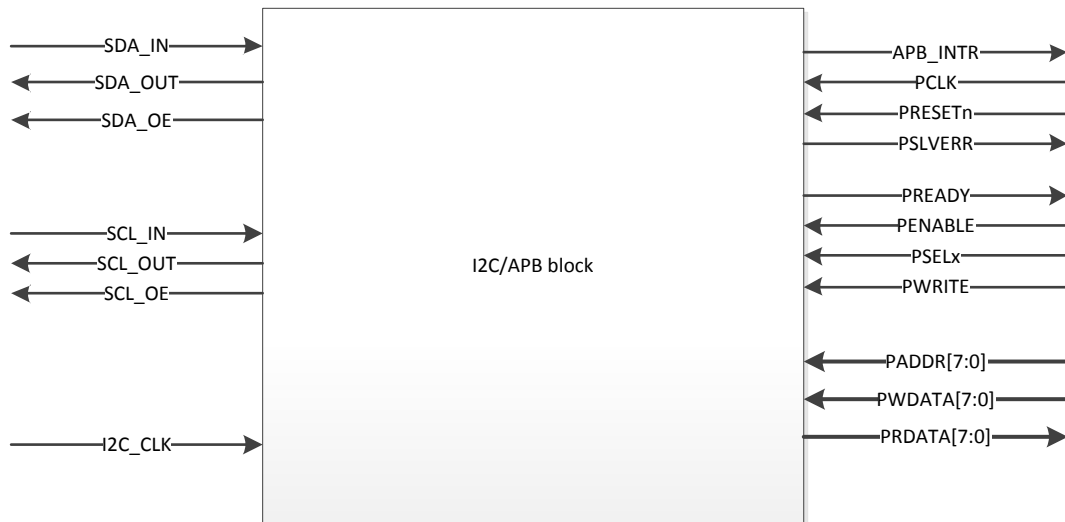 SDA_IN
SDA_OUT
SDA_OE
SCL_IN
SCL_OUT
SCL_OE
I2C_CLK
I2C/APB block
APB_INTR
PCLK
PRESETn
PSLVERR
PREADY
PENABLE
PSELx
PWRITE
PADDR[7:0]
PWDATA[7:0]
PRDATA[7:0]